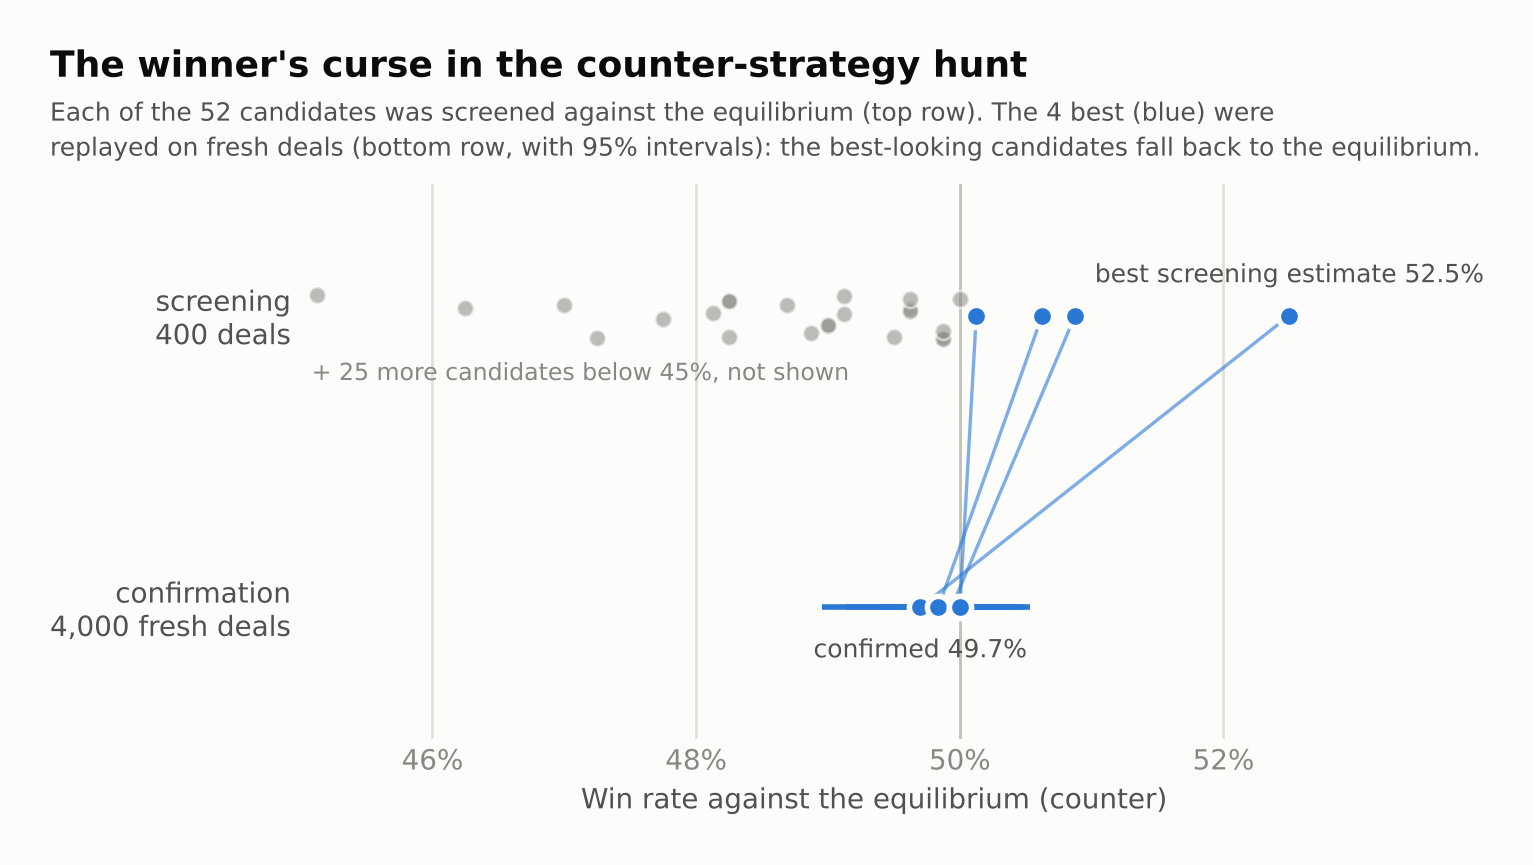 The winner's curse in the counter-strategy hunt
Each of the 52 candidates was screened against the equilibrium (top row). The 4 best (blue) were
replayed on fresh deals (bottom row, with 95% intervals): the best-looking candidates fall back to the equilibrium.
best screening estimate 52.5%
screening
400 deals
+ 25 more candidates below 45%, not shown
confirmation
4,000 fresh deals
confirmed 49.7%
46%
48%
50%
52%
Win rate against the equilibrium (counter)